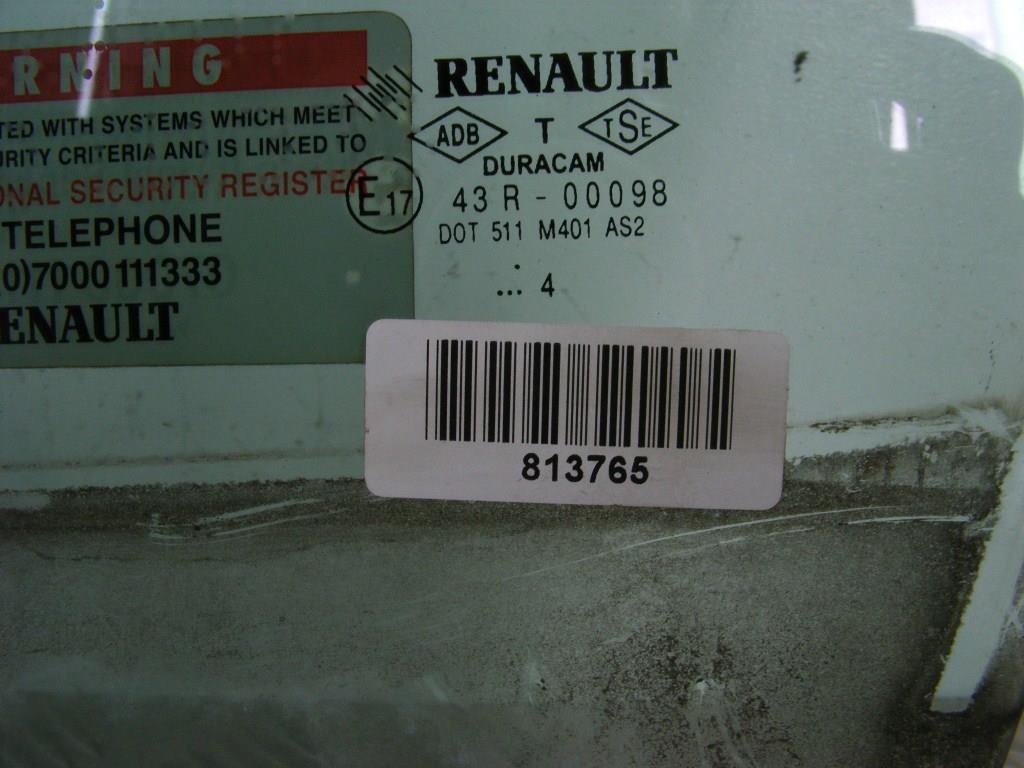 RNING
TED WITH SYSTEMS WHICH MEET
URITY CRITERIA AND IS LINKED TO
ONAL SECURITY REGISTER
TELEPHONE
0)7000 111333
ENAULT
RENAULT
ADB T TSE
DURACAM
E17 43 R - 00098
DOT 511 M401 AS2
... : 4
813765